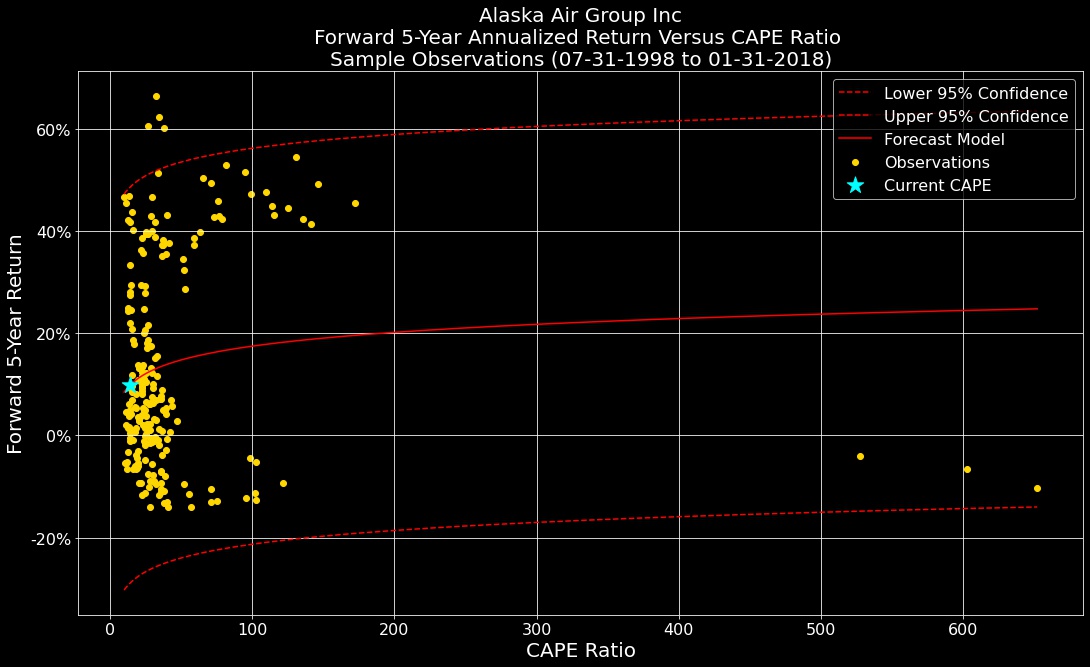 Alaska Air Group Inc
Forward 5-Year Annualized Return Versus CAPE Ratio
Sample Observations (07-31-1998 to 01-31-2018)
Lower 95% Confidence
Upper 95% Confidence
Forecast Model
Observations
Current CAPE
Forward 5-Year Return
60%
40%
20%
0%
-20%
0 100 200 300 400 500 600
CAPE Ratio